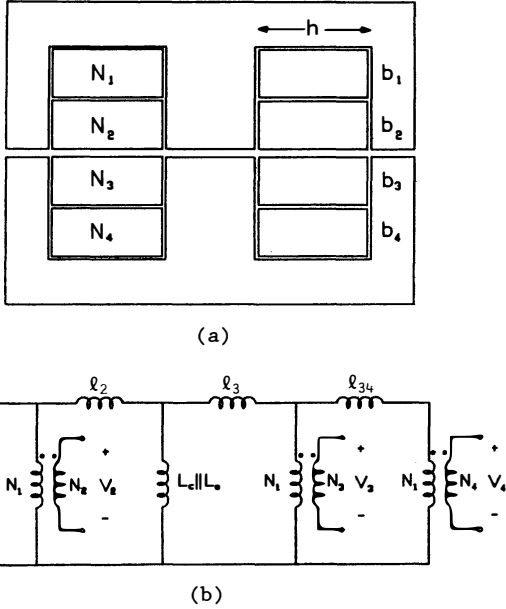 h
N₁ b₁
N₂ b₂
N₃ b₃
N₄ b₄
(a)
ℓ₂ ℓ₃ ℓ₃₄
+ + +
N₁ N₂ V₂ L꜀||Lₒ N₁ N₃ V₃ N₁ N₄ V₄
- - -
(b)